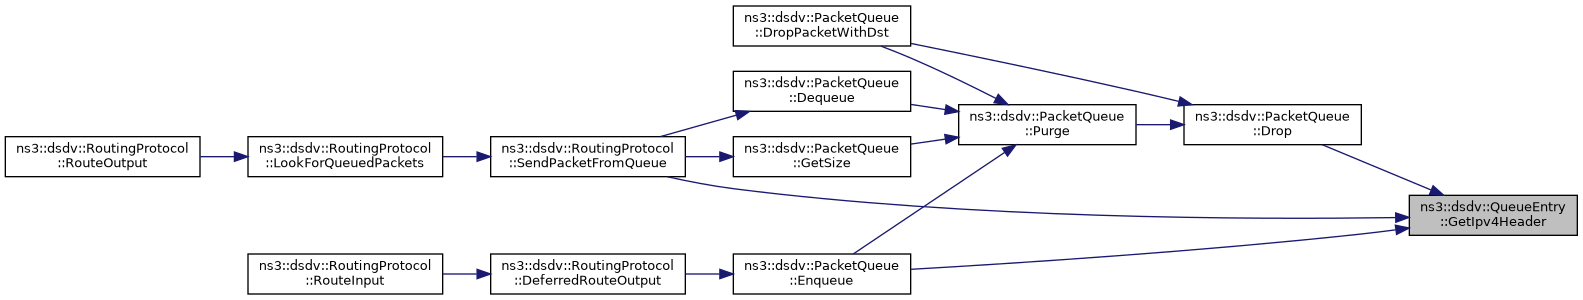 ns3::dsdv::PacketQueue
::DropPacketWithDst
ns3::dsdv::PacketQueue
::Dequeue
ns3::dsdv::PacketQueue
::Purge
ns3::dsdv::PacketQueue
::Drop
ns3::dsdv::RoutingProtocol
::RouteOutput
ns3::dsdv::RoutingProtocol
::LookForQueuedPackets
ns3::dsdv::RoutingProtocol
::SendPacketFromQueue
ns3::dsdv::PacketQueue
::GetSize
ns3::dsdv::QueueEntry
::GetIpv4Header
ns3::dsdv::RoutingProtocol
::RouteInput
ns3::dsdv::RoutingProtocol
::DeferredRouteOutput
ns3::dsdv::PacketQueue
::Enqueue